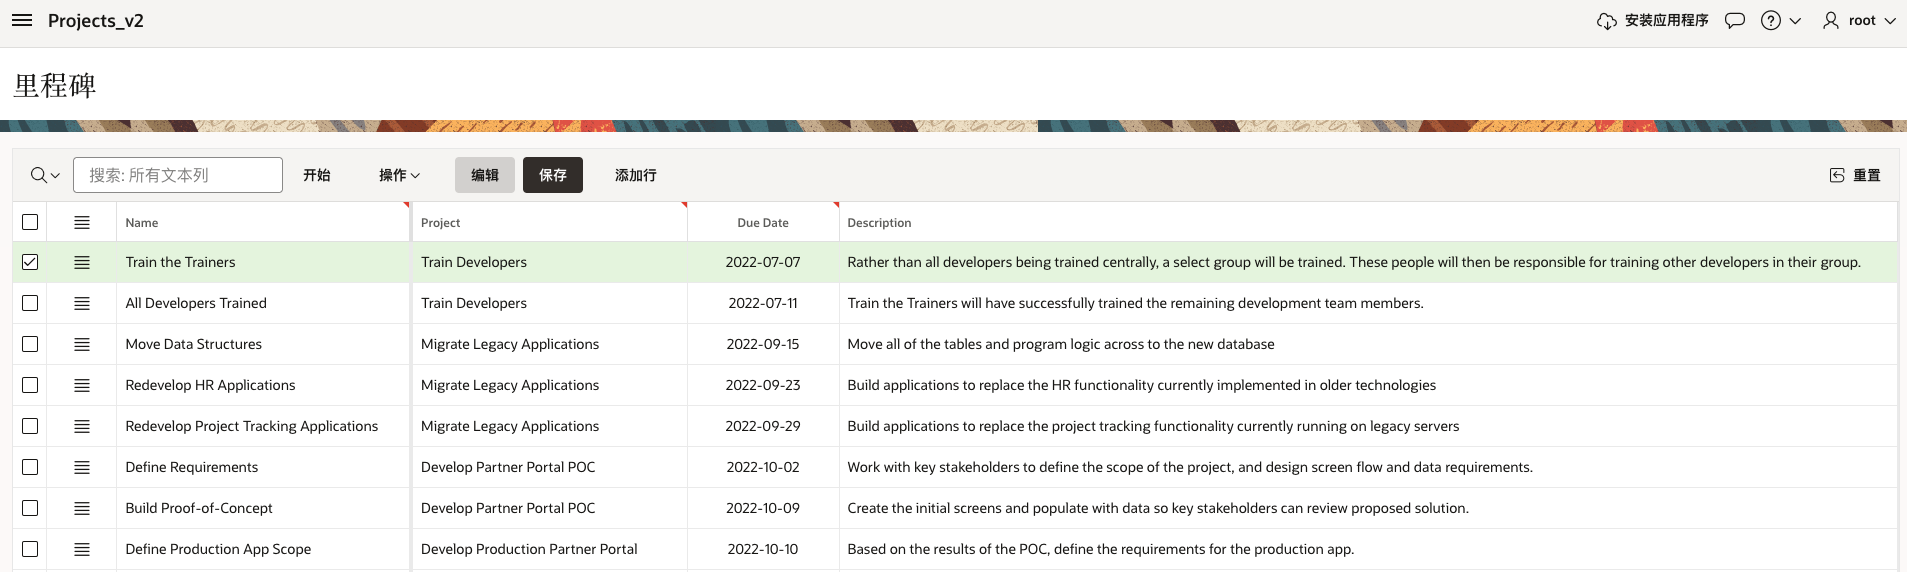 Projects_v2 安装应用程序 root
里程碑
搜索: 所有文本列 开始 操作 编辑 保存 添加行 重置
Name Project Due Date Description
Train the Trainers Train Developers 2022-07-07 Rather than all developers being trained centrally, a select group will be trained. These people will then be responsible for training other developers in their group.
All Developers Trained Train Developers 2022-07-11 Train the Trainers will have successfully trained the remaining development team members.
Move Data Structures Migrate Legacy Applications 2022-09-15 Move all of the tables and program logic across to the new database
Redevelop HR Applications Migrate Legacy Applications 2022-09-23 Build applications to replace the HR functionality currently implemented in older technologies
Redevelop Project Tracking Applications Migrate Legacy Applications 2022-09-29 Build applications to replace the project tracking functionality currently running on legacy servers
Define Requirements Develop Partner Portal POC 2022-10-02 Work with key stakeholders to define the scope of the project, and design screen flow and data requirements.
Build Proof-of-Concept Develop Partner Portal POC 2022-10-09 Create the initial screens and populate with data so key stakeholders can review proposed solution.
Define Production App Scope Develop Production Partner Portal 2022-10-10 Based on the results of the POC, define the requirements for the production app.